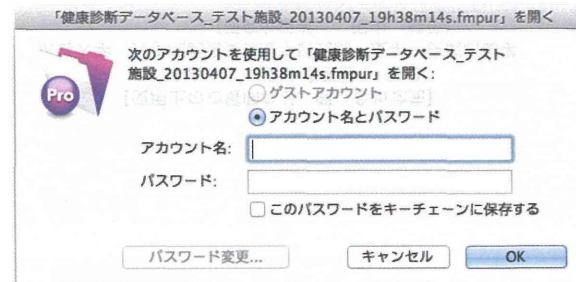 「健康診断データベース_テスト施設_20130407_19h38m14s.fmpur」を開く
次のアカウントを使用して「健康診断データベース_テスト
施設_20130407_19h38m14s.fmpur」を開く:
ゲストアカウント
アカウント名とパスワード
Pro
アカウント名:
パスワード:
このパスワードをキーチェーンに保存する
パスワード変更...
キャンセル
OK